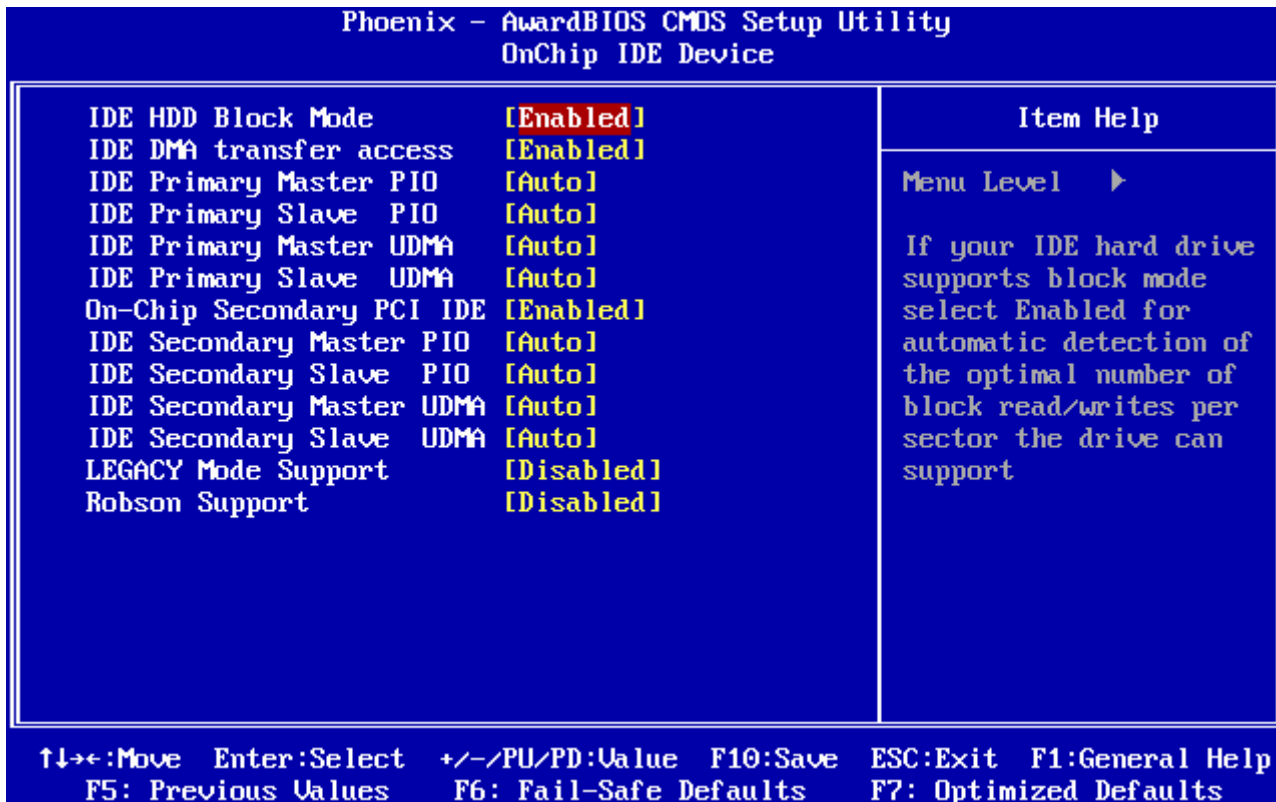 Phoenix - AwardBIOS CMOS Setup Utility
OnChip IDE Device
IDE HDD Block Mode [Enabled]
IDE DMA transfer access [Enabled]
IDE Primary Master PIO [Auto]
IDE Primary Slave PIO [Auto]
IDE Primary Master UDMA [Auto]
IDE Primary Slave UDMA [Auto]
On-Chip Secondary PCI IDE [Enabled]
IDE Secondary Master PIO [Auto]
IDE Secondary Slave PIO [Auto]
IDE Secondary Master UDMA [Auto]
IDE Secondary Slave UDMA [Auto]
LEGACY Mode Support [Disabled]
Robson Support [Disabled]
Item Help
Menu Level ▶
If your IDE hard drive
supports block mode
select Enabled for
automatic detection of
the optimal number of
block read/writes per
sector the drive can
support
↑↓→←:Move Enter:Select +/-/PU/PD:Value F10:Save ESC:Exit F1:General Help
F5: Previous Values F6: Fail-Safe Defaults F7: Optimized Defaults